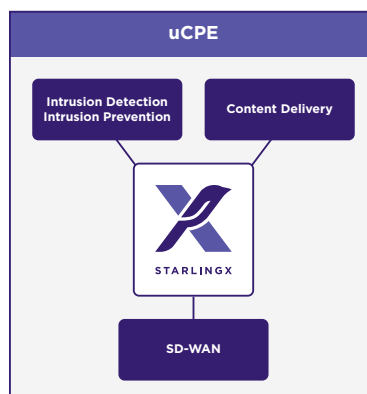 uCPE
Intrusion Detection
Intrusion Prevention
Content Delivery
STARLINGX
SD-WAN